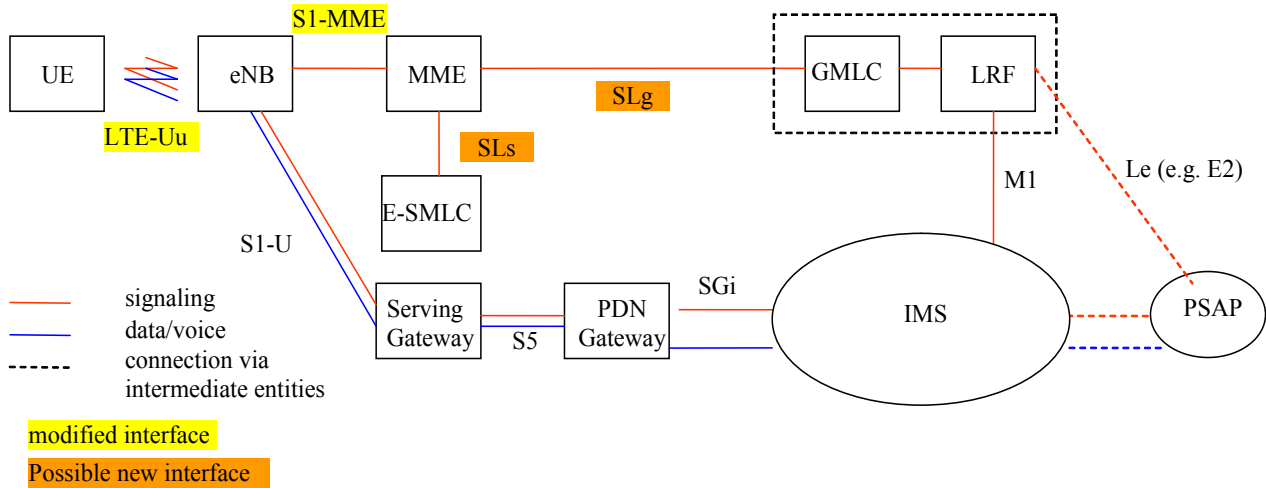 S1-MME
UE
eNB
MME
GMLC
LRF
LTE-Uu
SLg
SLs
Le (e.g. E2)
M1
E-SMLC
S1-U
SGi
signaling
data/voice
connection via
intermediate entities
Serving
Gateway
S5
PDN
Gateway
IMS
PSAP
modified interface
Possible new interface